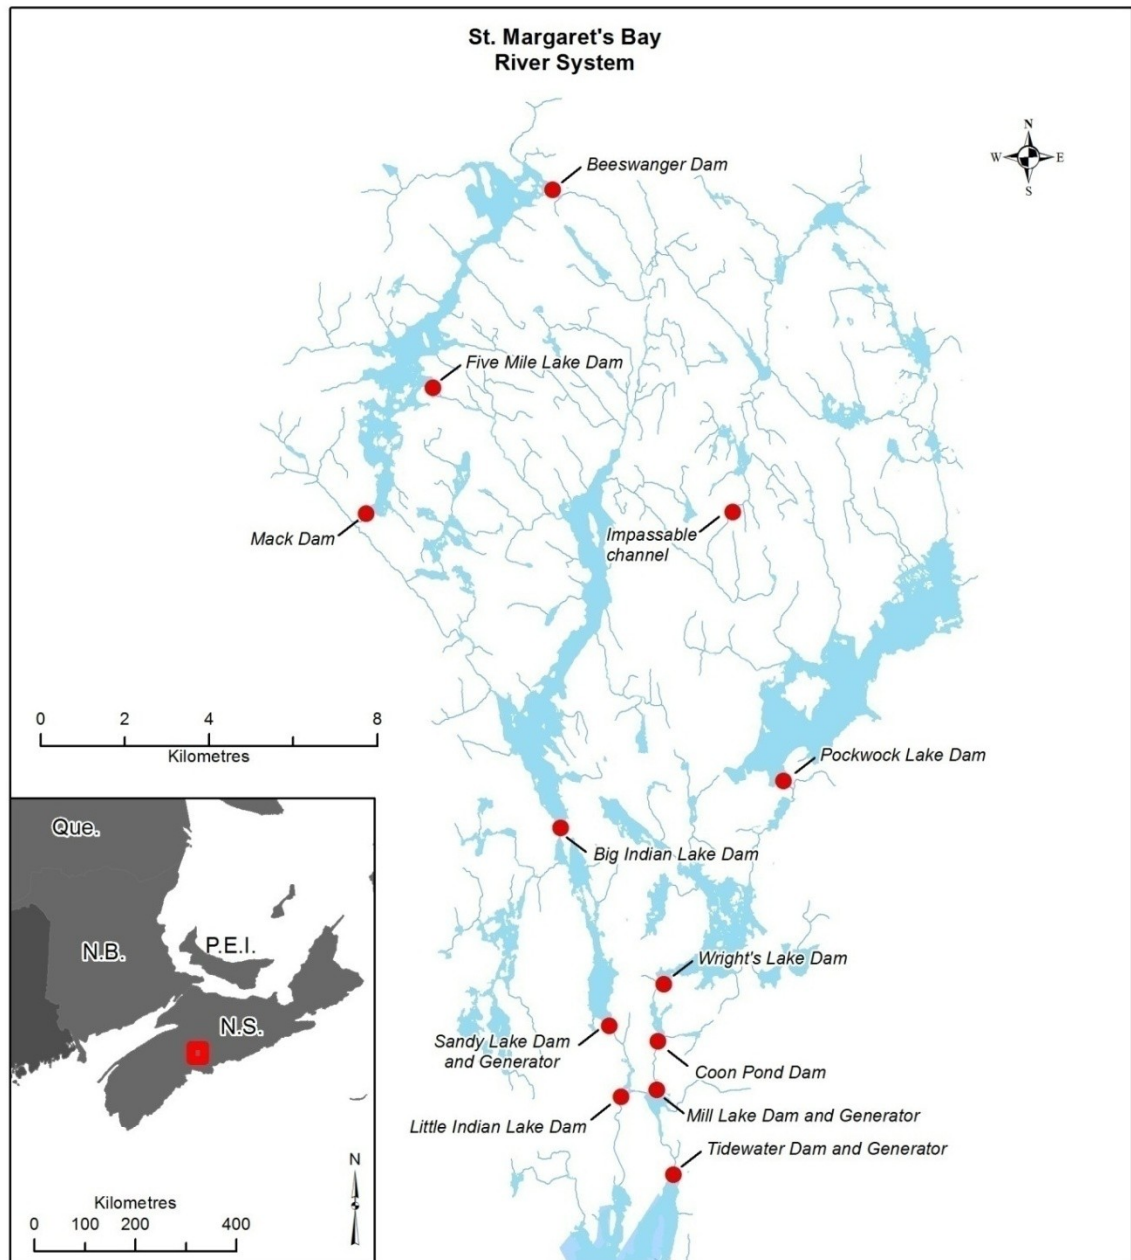 St. Margaret's Bay
River System
N
W
E
S
Beeswanger Dam
Five Mile Lake Dam
Mack Dam
Impassable
channel
0 2 4 8
Kilometres
Pockwock Lake Dam
Big Indian Lake Dam
Wright's Lake Dam
Sandy Lake Dam
and Generator
Coon Pond Dam
Mill Lake Dam and Generator
Little Indian Lake Dam
Tidewater Dam and Generator
Que.
N.B.
P.E.I.
N.S.
N
Kilometres
0 100 200 400